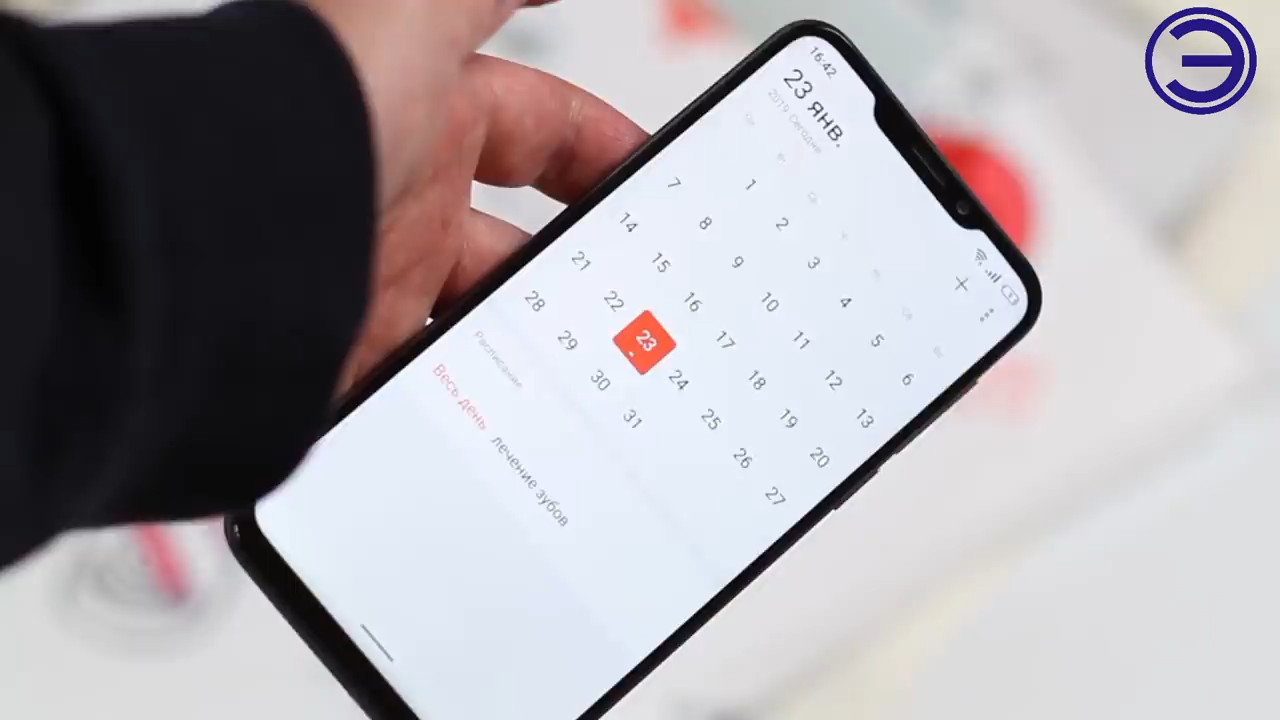 Э
16:42
23 янв.
2019 Сегодня
1 2 3 4 5 6
7 8 9 10 11 12 13
14 15 16 17 18 19 20
21 22 23 24 25 26 27
28 29 30 31
Расписание
Весь день лечение зубов